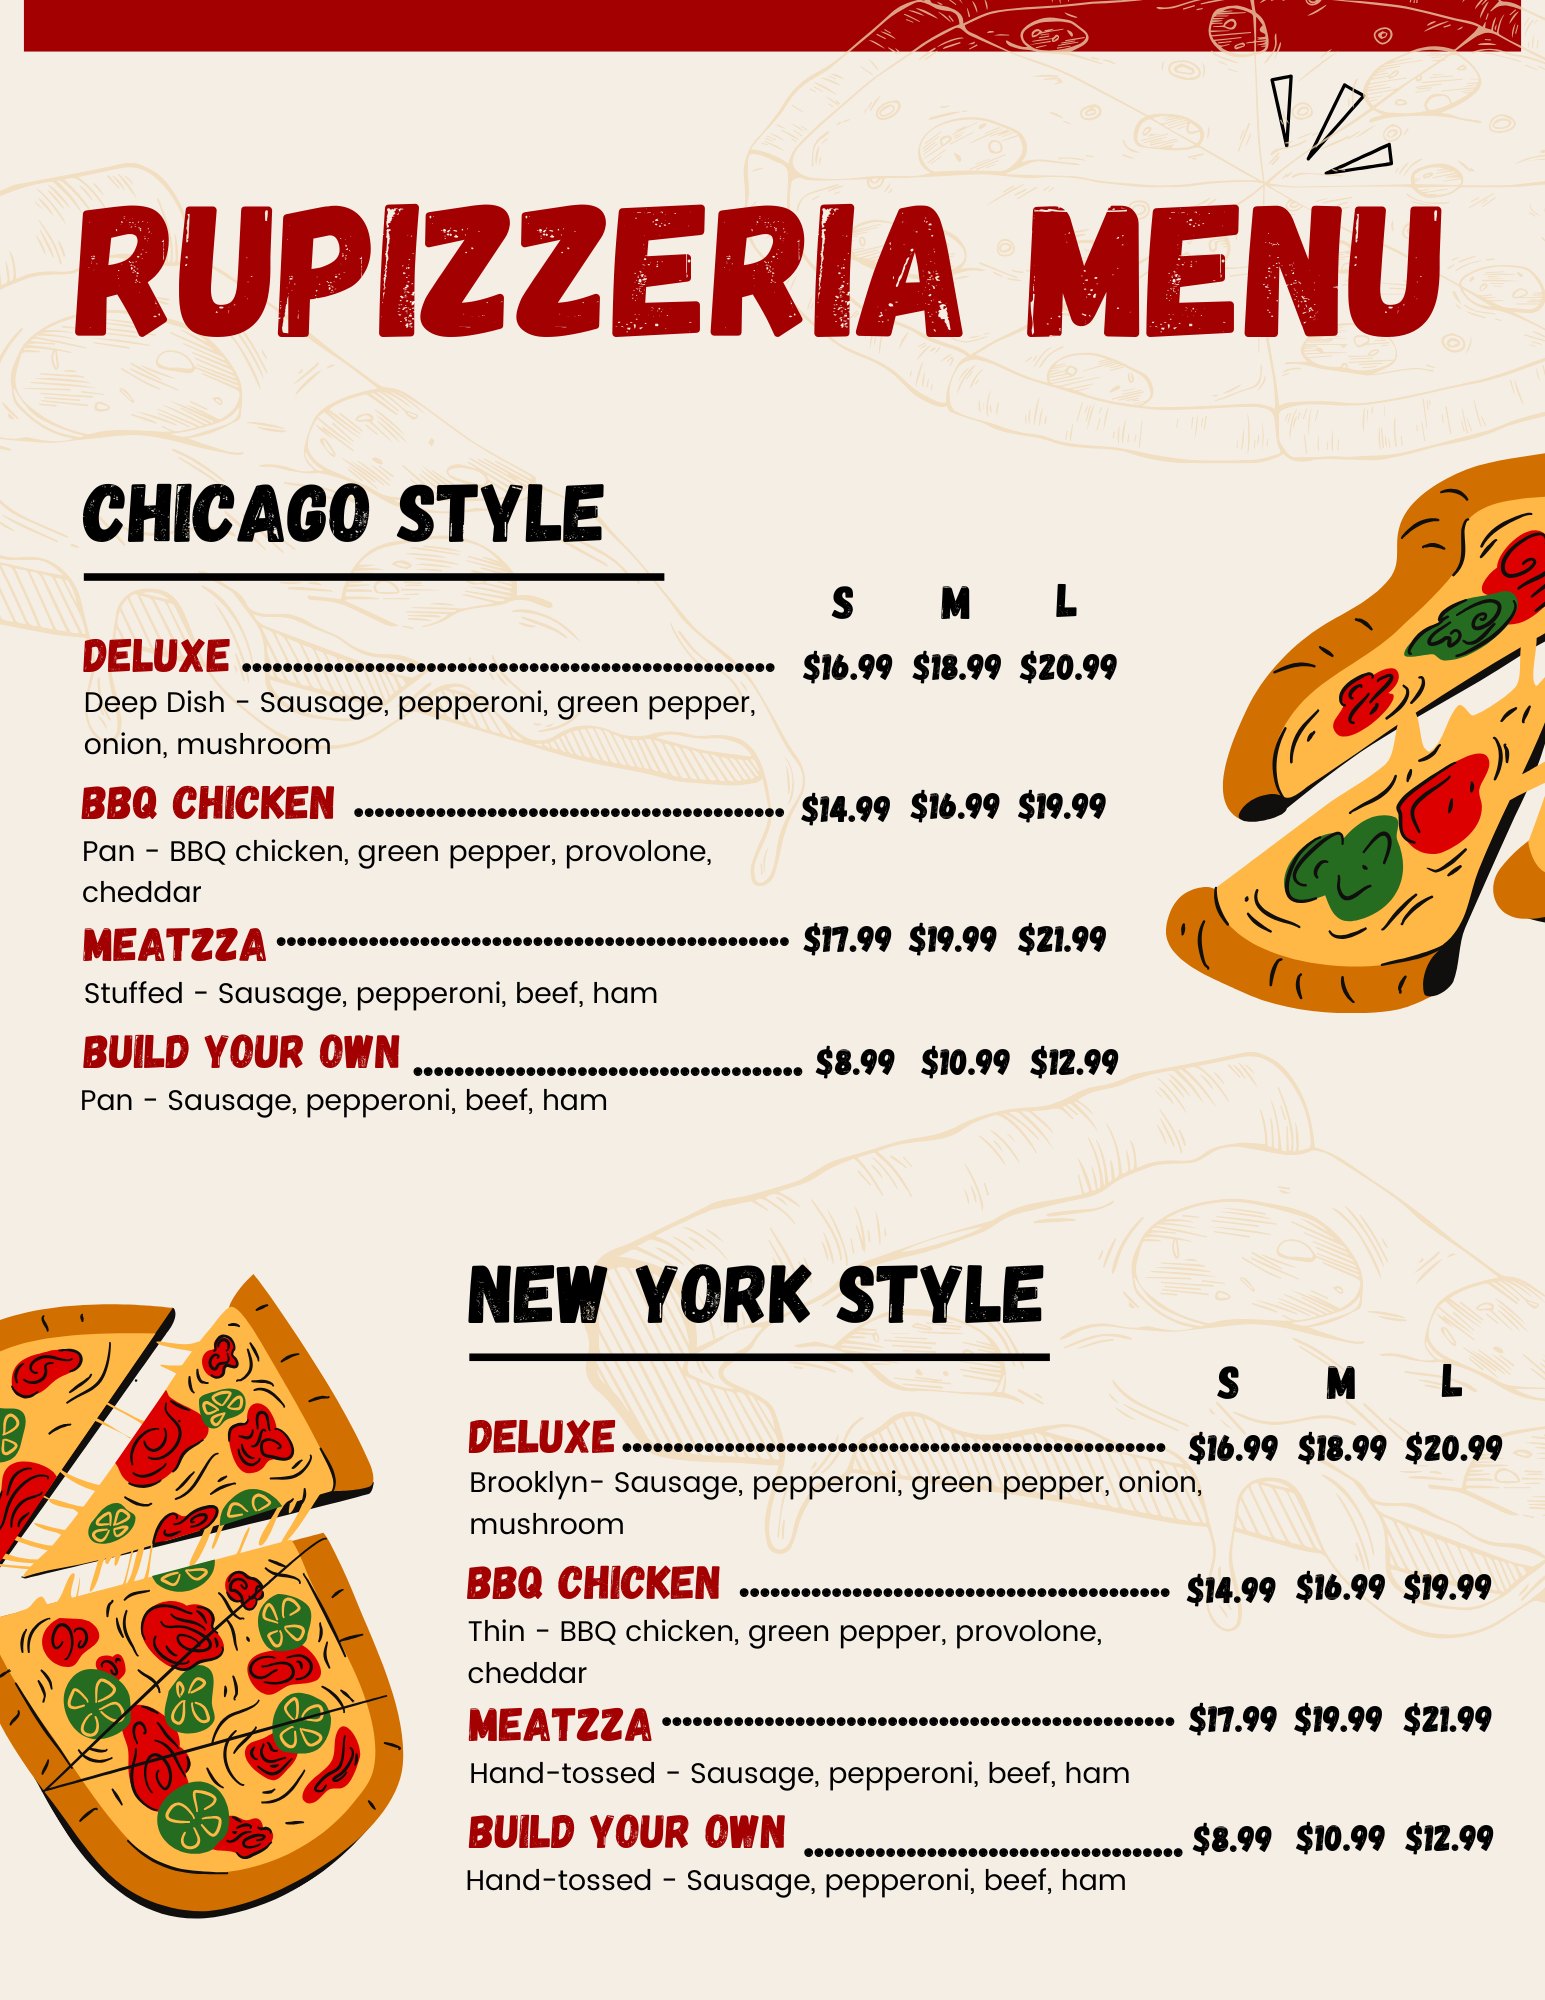 RUPIZZERIA MENU
CHICAGO STYLE
S M L
DELUXE ........................................................ $16.99 $18.99 $20.99
Deep Dish - Sausage, pepperoni, green pepper,
onion, mushroom
BBQ CHICKEN ............................................ $14.99 $16.99 $19.99
Pan - BBQ chicken, green pepper, provolone,
cheddar
MEATZZA .................................................... $17.99 $19.99 $21.99
Stuffed - Sausage, pepperoni, beef, ham
BUILD YOUR OWN ........................................ $8.99 $10.99 $12.99
Pan - Sausage, pepperoni, beef, ham
NEW YORK STYLE
S M L
DELUXE ........................................................ $16.99 $18.99 $20.99
Brooklyn- Sausage, pepperoni, green pepper, onion,
mushroom
BBQ CHICKEN ............................................ $14.99 $16.99 $19.99
Thin - BBQ chicken, green pepper, provolone,
cheddar
MEATZZA .................................................... $17.99 $19.99 $21.99
Hand-tossed - Sausage, pepperoni, beef, ham
BUILD YOUR OWN ....................................... $8.99 $10.99 $12.99
Hand-tossed - Sausage, pepperoni, beef, ham